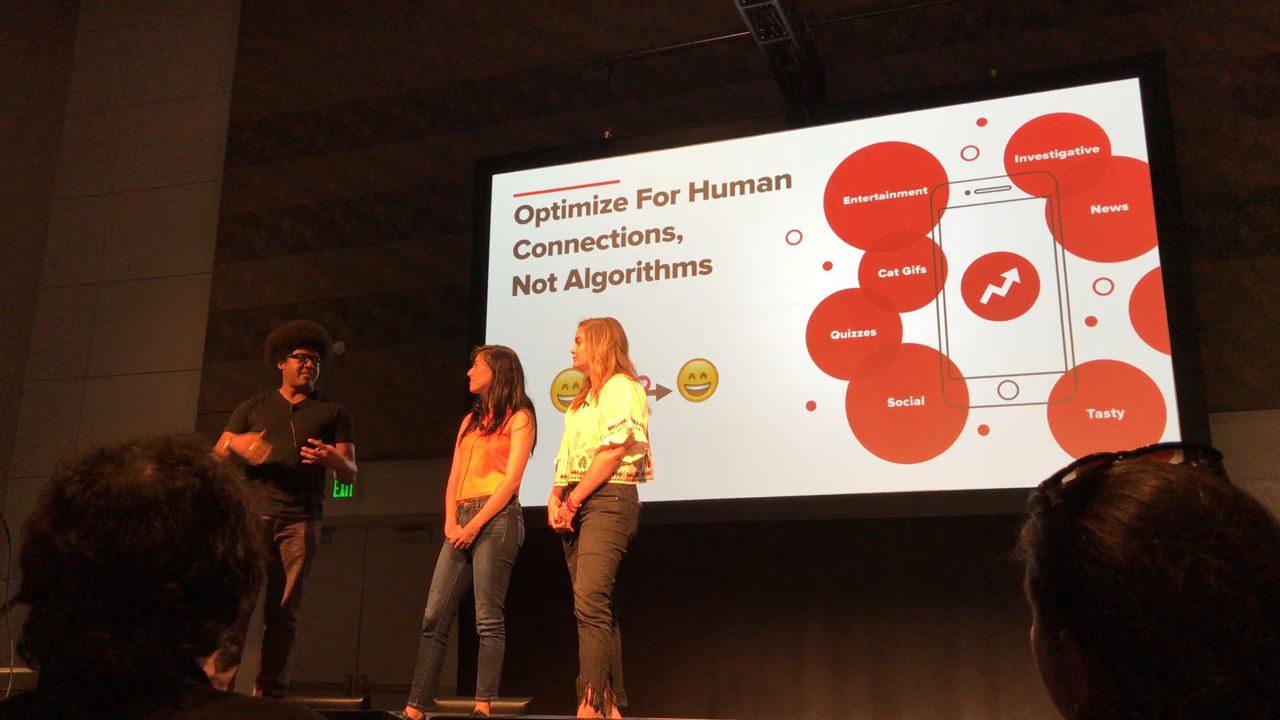 Optimize For Human
Connections,
Not Algorithms
Entertainment
Cat Gifs
Quizzes
Social
Investigative
News
Tasty
EXIT